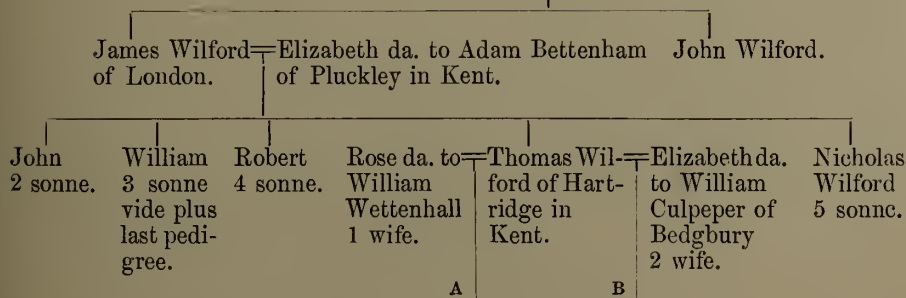 James Wilford=Elizabeth da. to Adam Bettenham
of London. of Pluckley in Kent.
John Wilford.
John
2 sonne.
William
3 sonne
vide plus
last pedi-
gree.
Robert
4 sonne.
Rose da. to=
William
Wettenhall
1 wife.
Thomas Wil-=
ford of Hart-
ridge in
Kent.
Elizabeth da.
to William
Culpeper of
Bedgbury
2 wife.
Nicholas
Wilford
5 sonne.
A
B